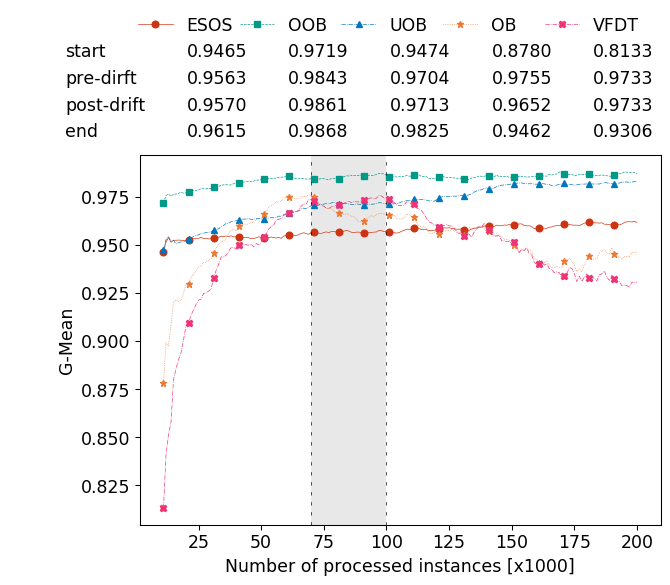 ESOS OOB UOB OB VFDT
start 0.9465 0.9719 0.9474 0.8780 0.8133
pre-dirft 0.9563 0.9843 0.9704 0.9755 0.9733
post-drift 0.9570 0.9861 0.9713 0.9652 0.9733
end 0.9615 0.9868 0.9825 0.9462 0.9306
0.975
0.950
0.925
0.900
0.875
0.850
0.825
G-Mean
25 50 75 100 125 150 175 200
Number of processed instances [x1000]